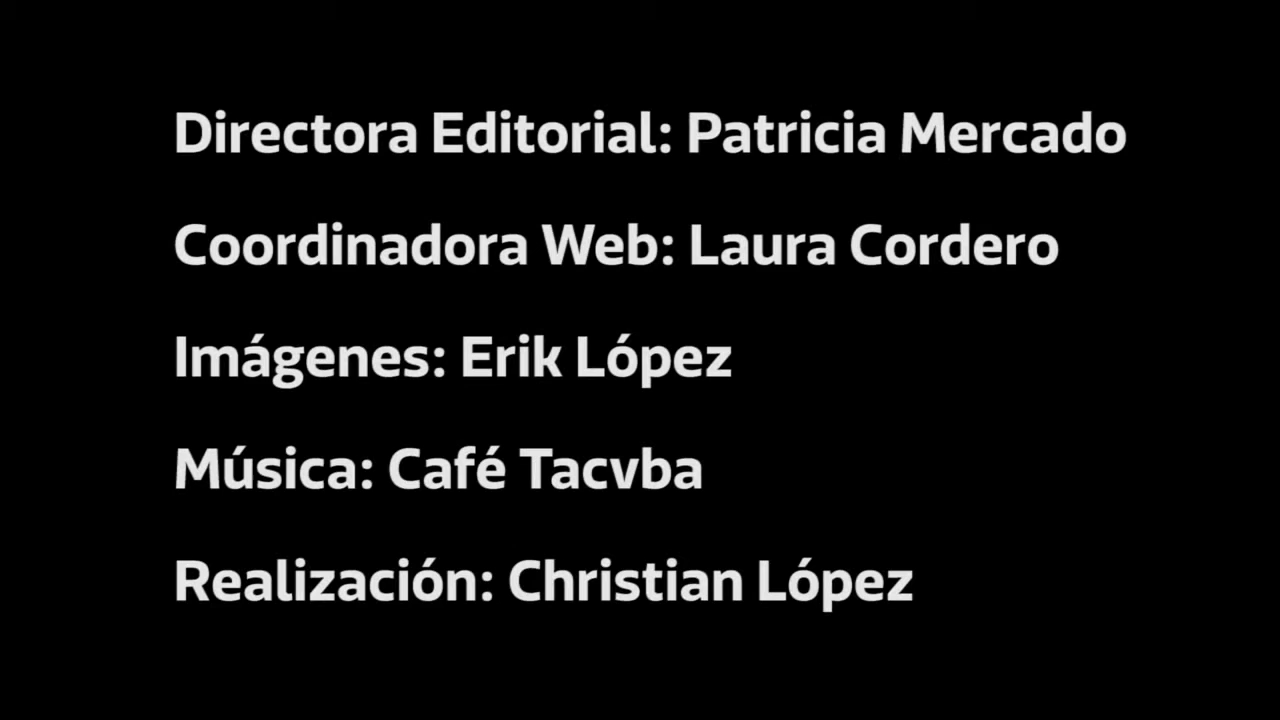 Directora Editorial: Patricia Mercado
Coordinadora Web: Laura Cordero
Imágenes: Erik López
Música: Café Tacvba
Realización: Christian López